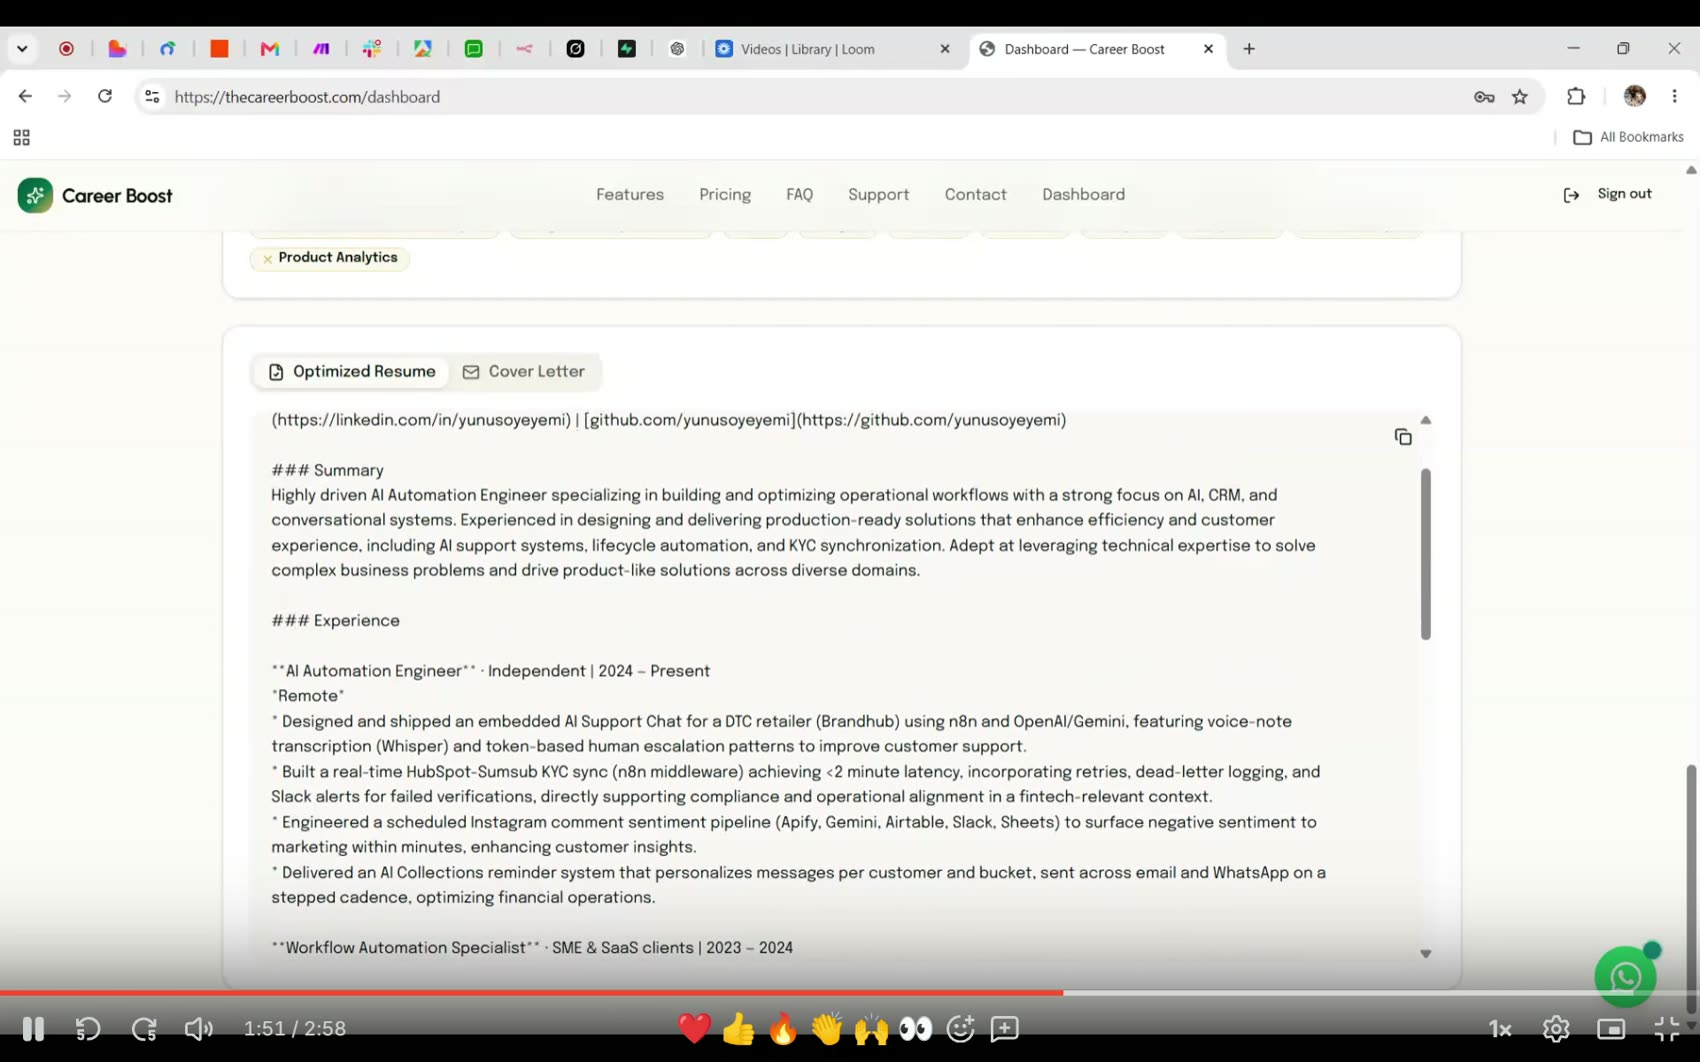 Videos | Library | Loom
Dashboard — Career Boost
https://thecareerboost.com/dashboard
All Bookmarks
Career Boost
Features
Pricing
FAQ
Support
Contact
Dashboard
Sign out
× Product Analytics
Optimized Resume
Cover Letter
(https://linkedin.com/in/yunusoyeyemi) | [github.com/yunusoyeyemi](https://github.com/yunusoyeyemi)
### Summary
Highly driven AI Automation Engineer specializing in building and optimizing operational workflows with a strong focus on AI, CRM, and
conversational systems. Experienced in designing and delivering production-ready solutions that enhance efficiency and customer
experience, including AI support systems, lifecycle automation, and KYC synchronization. Adept at leveraging technical expertise to solve
complex business problems and drive product-like solutions across diverse domains.
### Experience
**AI Automation Engineer** · Independent | 2024 – Present
*Remote*
* Designed and shipped an embedded AI Support Chat for a DTC retailer (Brandhub) using n8n and OpenAI/Gemini, featuring voice-note
transcription (Whisper) and token-based human escalation patterns to improve customer support.
* Built a real-time HubSpot-Sumsub KYC sync (n8n middleware) achieving <2 minute latency, incorporating retries, dead-letter logging, and
Slack alerts for failed verifications, directly supporting compliance and operational alignment in a fintech-relevant context.
* Engineered a scheduled Instagram comment sentiment pipeline (Apify, Gemini, Airtable, Slack, Sheets) to surface negative sentiment to
marketing within minutes, enhancing customer insights.
* Delivered an AI Collections reminder system that personalizes messages per customer and bucket, sent across email and WhatsApp on a
stepped cadence, optimizing financial operations.
**Workflow Automation Specialist** · SME & SaaS clients | 2023 – 2024
5
5
1:51 / 2:58
1x